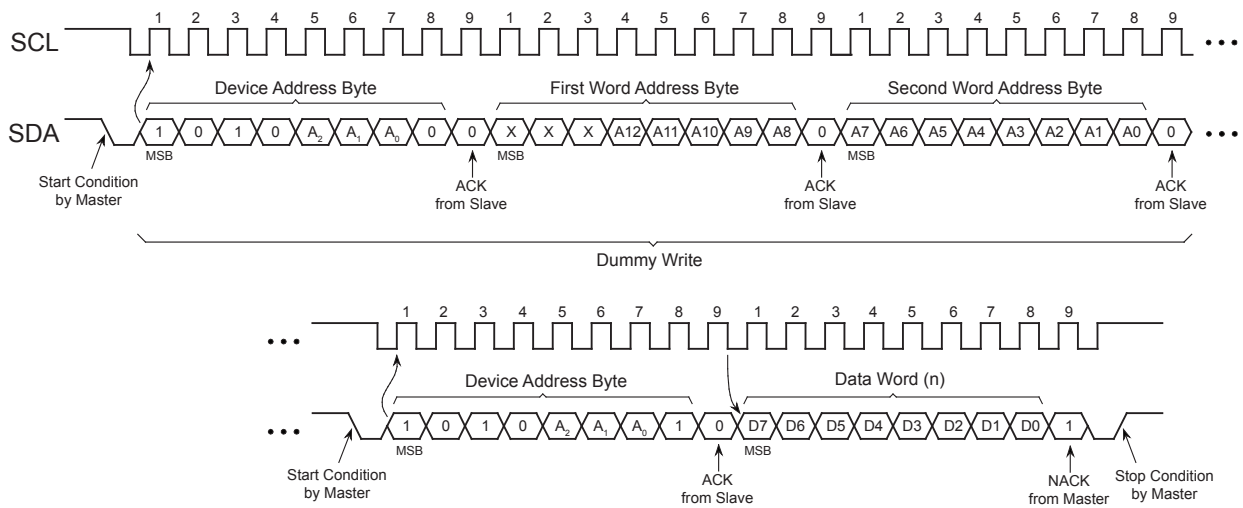 1 2 3 4 5 6 7 8 9 1 2 3 4 5 6 7 8 9 1 2 3 4 5 6 7 8 9
SCL
Device Address Byte First Word Address Byte Second Word Address Byte
SDA 1 0 1 0 A2 A1 A0 0 0 X X X A12 A11 A10 A9 A8 0 A7 A6 A5 A4 A3 A2 A1 A0 0
MSB MSB MSB
Start Condition ACK ACK ACK
by Master from Slave from Slave from Slave
Dummy Write
1 2 3 4 5 6 7 8 9 1 2 3 4 5 6 7 8 9
Device Address Byte Data Word (n)
1 0 1 0 A2 A1 A0 1 0 D7 D6 D5 D4 D3 D2 D1 D0 1
MSB MSB
Start Condition ACK NACK Stop Condition
by Master from Slave from Master by Master